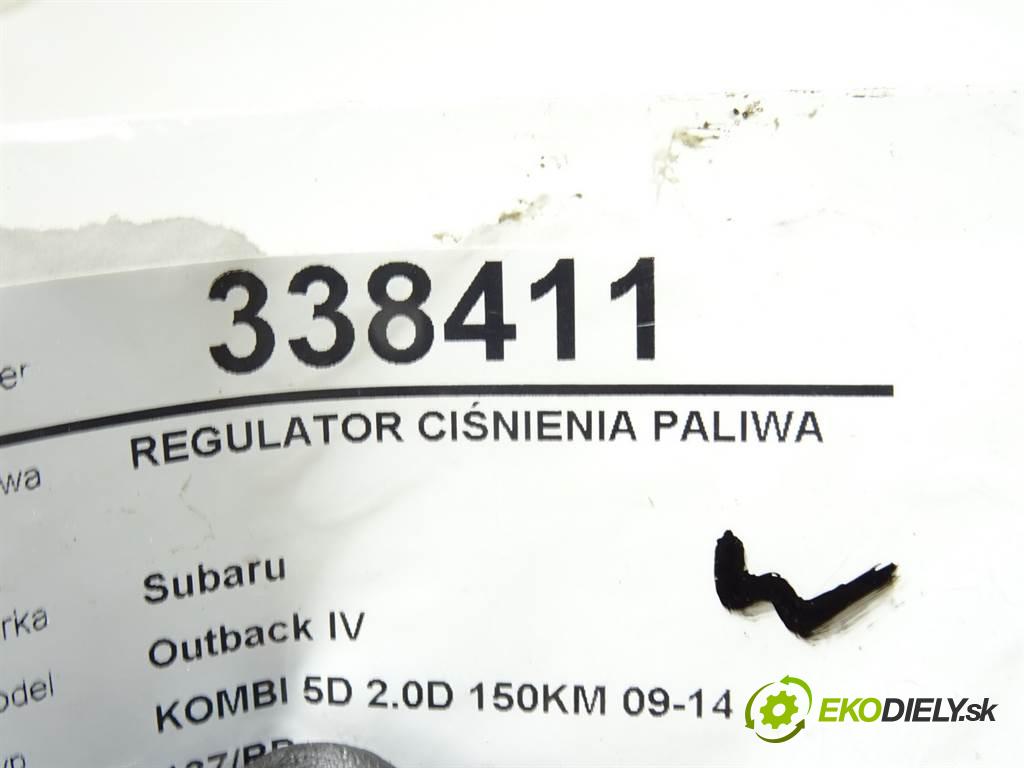 er 338411
wa REGULATOR CIŚNIENIA PALIWA
rka Subaru
odel Outback IV
KOMBI 5D 2.0D 150KM 09-14
EKODIELY.sk